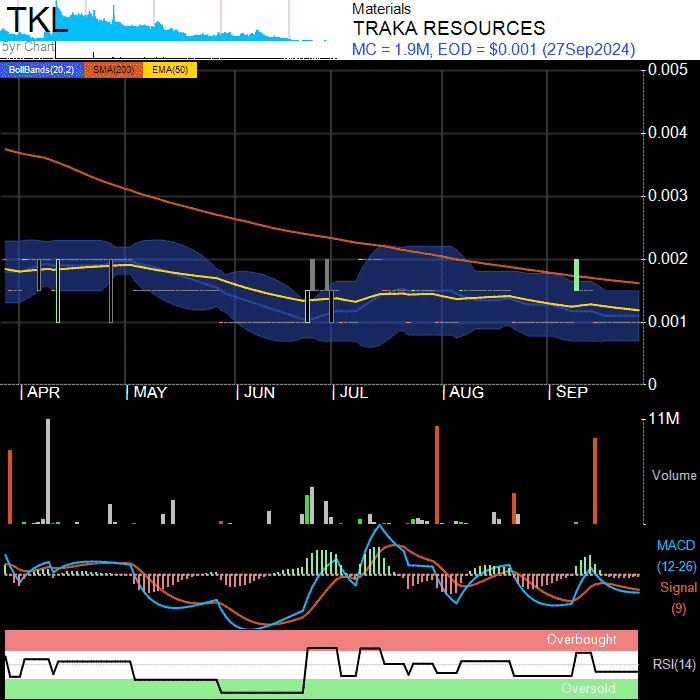 TKL
5yr Chart
Materials
TRAKA RESOURCES
MC = 1.9M, EOD = $0.001 (27Sep2024)
BollBands(20,2) SMA(200) EMA(50)
0.005
0.004
0.003
0.002
0.001
0
APR MAY JUN JUL AUG SEP
11M
Volume
MACD
(12-26)
Signal
(9)
Overbought
RSI(14)
Oversold